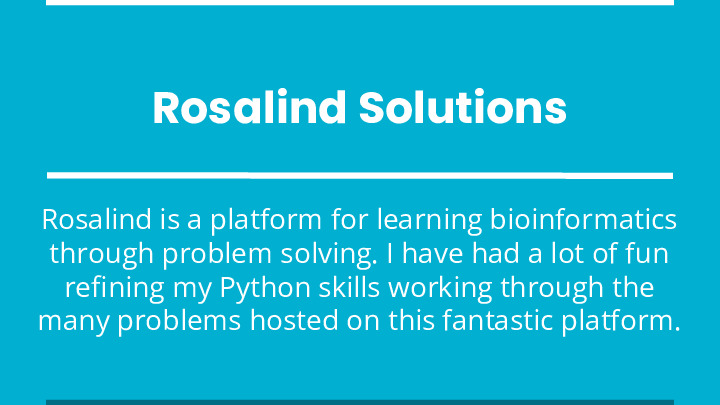 Rosalind Solutions
Rosalind is a platform for learning bioinformatics
through problem solving. I have had a lot of fun
refining my Python skills working through the
many problems hosted on this fantastic platform.